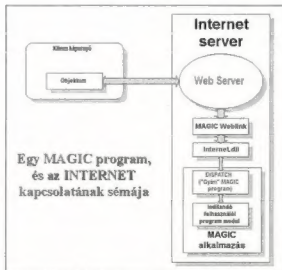 Internet
server
Kliens képernyő
Objektum
Web Server
MAGIC Weblink
Internet.dll
Egy MAGIC program,
és az INTERNET
kapcsolatának sémája
DISPATCH
("Gyári" MAGIC
program)
Indítandó
felhasználói
program modul
MAGIC
alkalmazás